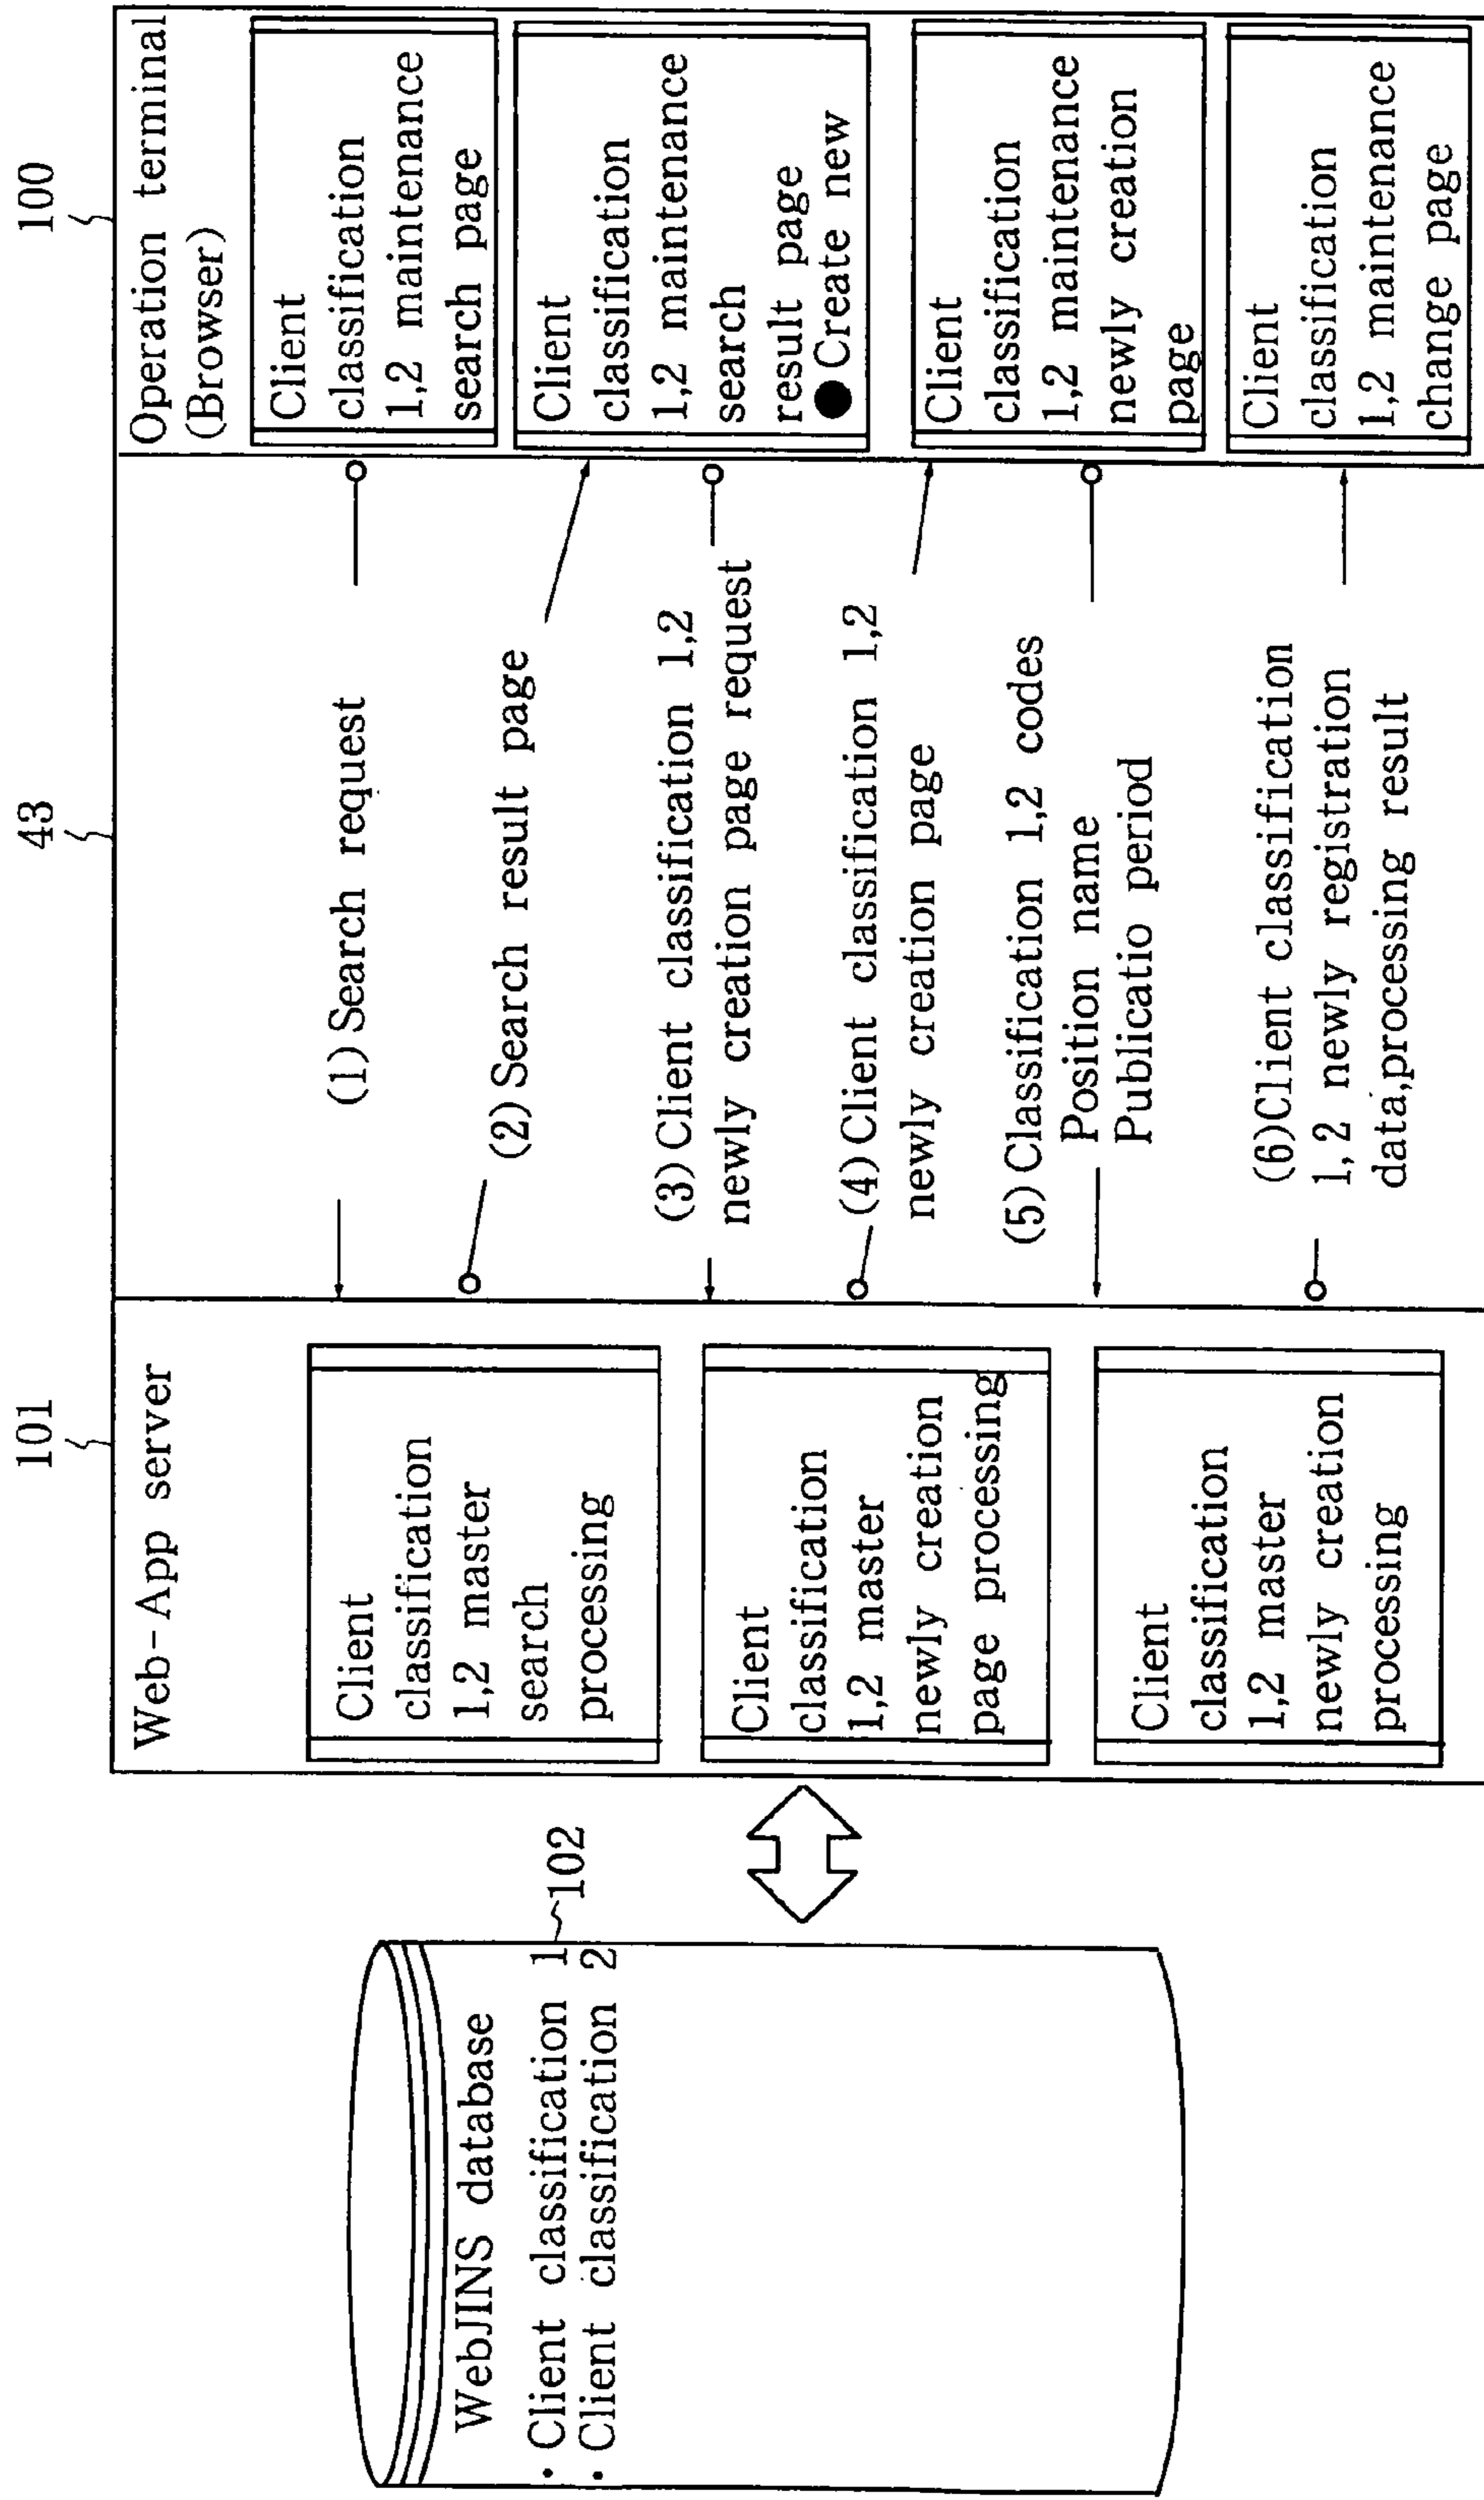 102
WebJINS database
• Client classification 1
• Client classification 2
101
Web-App server
Client
classification
1,2 master
search
processing
Client
classification
1,2 master
newly creation
page processing
Client
classification
1,2 master
newly creation
processing
43
(1) Search request
(2) Search result page
(3) Client classification 1,2
newly creation page request
(4) Client classification 1,2
newly creation page
(5) Classification 1,2 codes
Position name
Publicatio period
(6)Client classification
1,2 newly registration
data,processing result
100
Operation terminal
(Browser)
Client
classification
1,2 maintenance
search page
Client
classification
1,2 maintenance
search
result page
● Create new
Client
classification
1,2 maintenance
newly creation
page
Client
classification
1,2 maintenance
change page